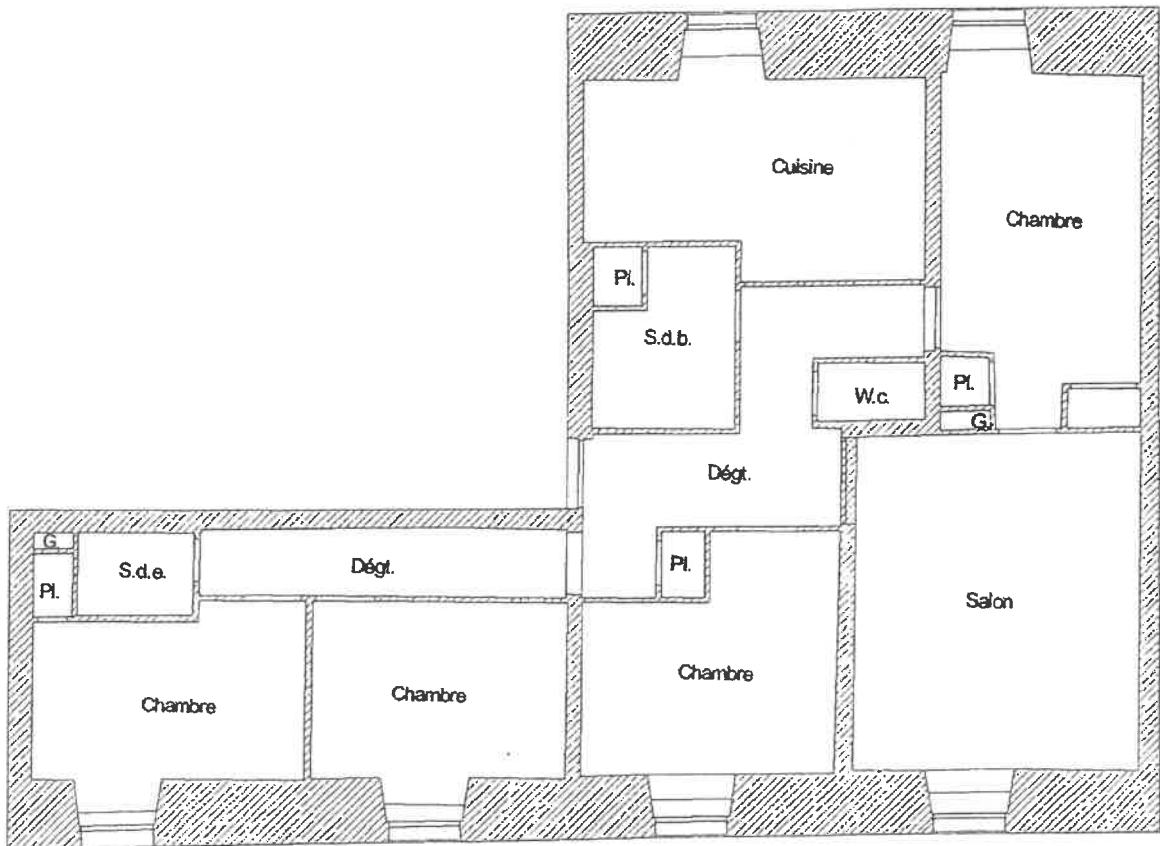 Cuisine
Chambre
Pl.
S.d.b.
W.c.
Pl.
G.
Dégt.
G
S.d.e.
Dégt.
Pl.
Pl.
Salon
Chambre
Chambre
Chambre